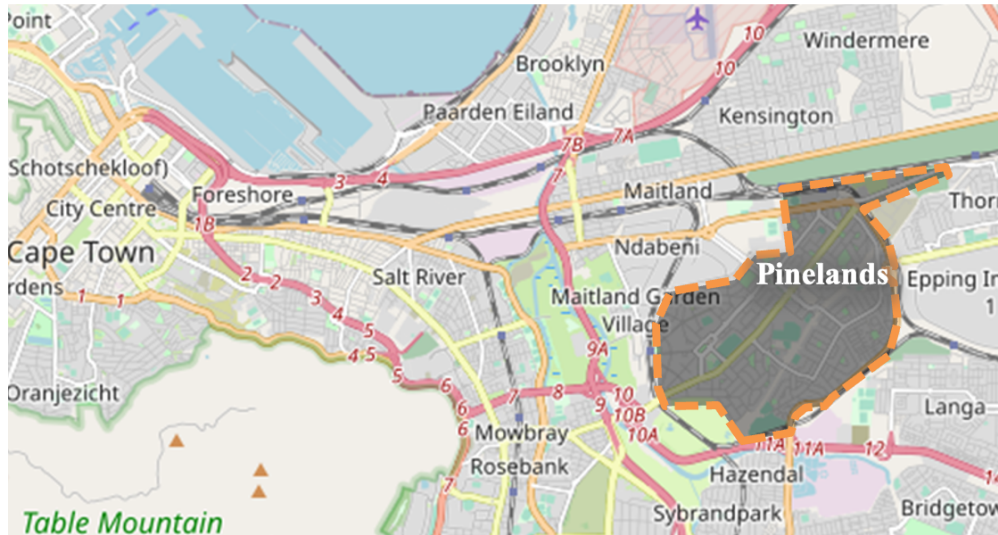 Point
Brooklyn
10
Windermere
10
Paarden Eiland
Kensington
7B
7A
7
Schotschekloof)
Foreshore
3
4
Maitland
Thorn
City Centre
1B
Ndabeni
Cape Town
Salt River
Pinelands
Epping In
rdens
1
1
2
2
3
Maitland Garden
Village
1
4
5
4
5
5
9A
6
6
6
7
8
9
10
10B
10A
Oranjezicht
Langa
Mowbray
11A
11A
12
Rosebank
Hazendal
7
14
Sybrandpark
Bridgetow
Table Mountain